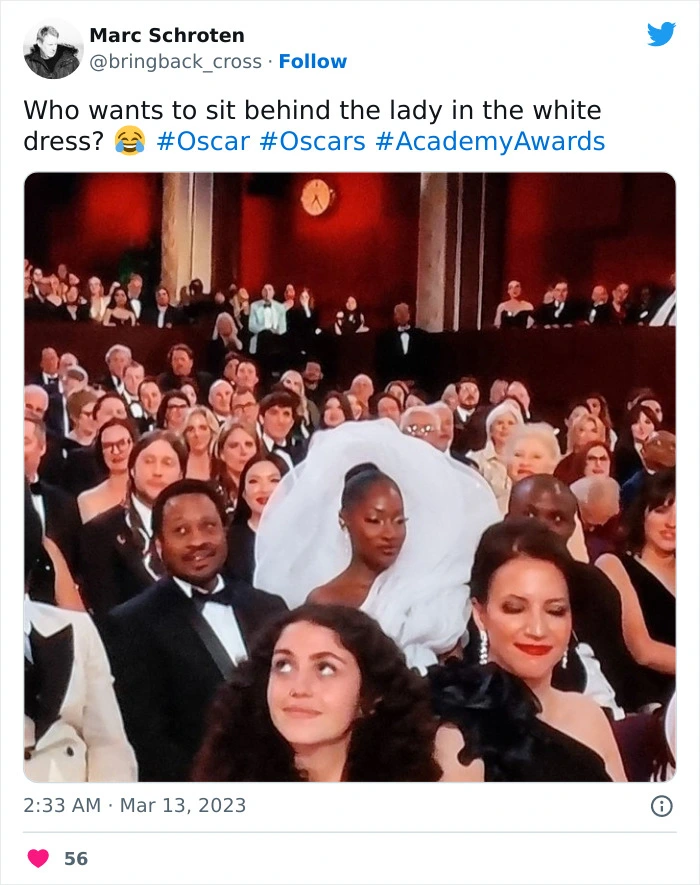 Marc Schroten
@bringback_cross · Follow
Who wants to sit behind the lady in the white
dress? 😂 #Oscar #Oscars #AcademyAwards
2:33 AM · Mar 13, 2023
56